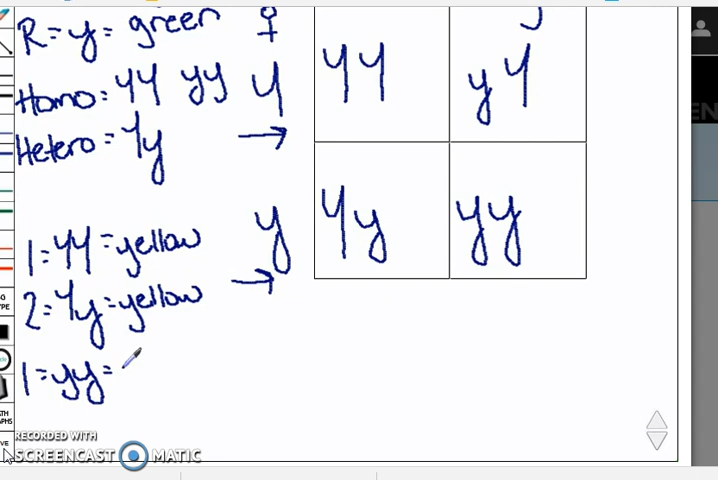 R = y = green
♀
Homo = YY yy
Y
YY
yY
Hetero = Yy
→
y
Yy
yy
1 = YY = yellow
→
2 = Yy = yellow
1 = yy =
RECORDED WITH
SCREENCAST MATIC
EN